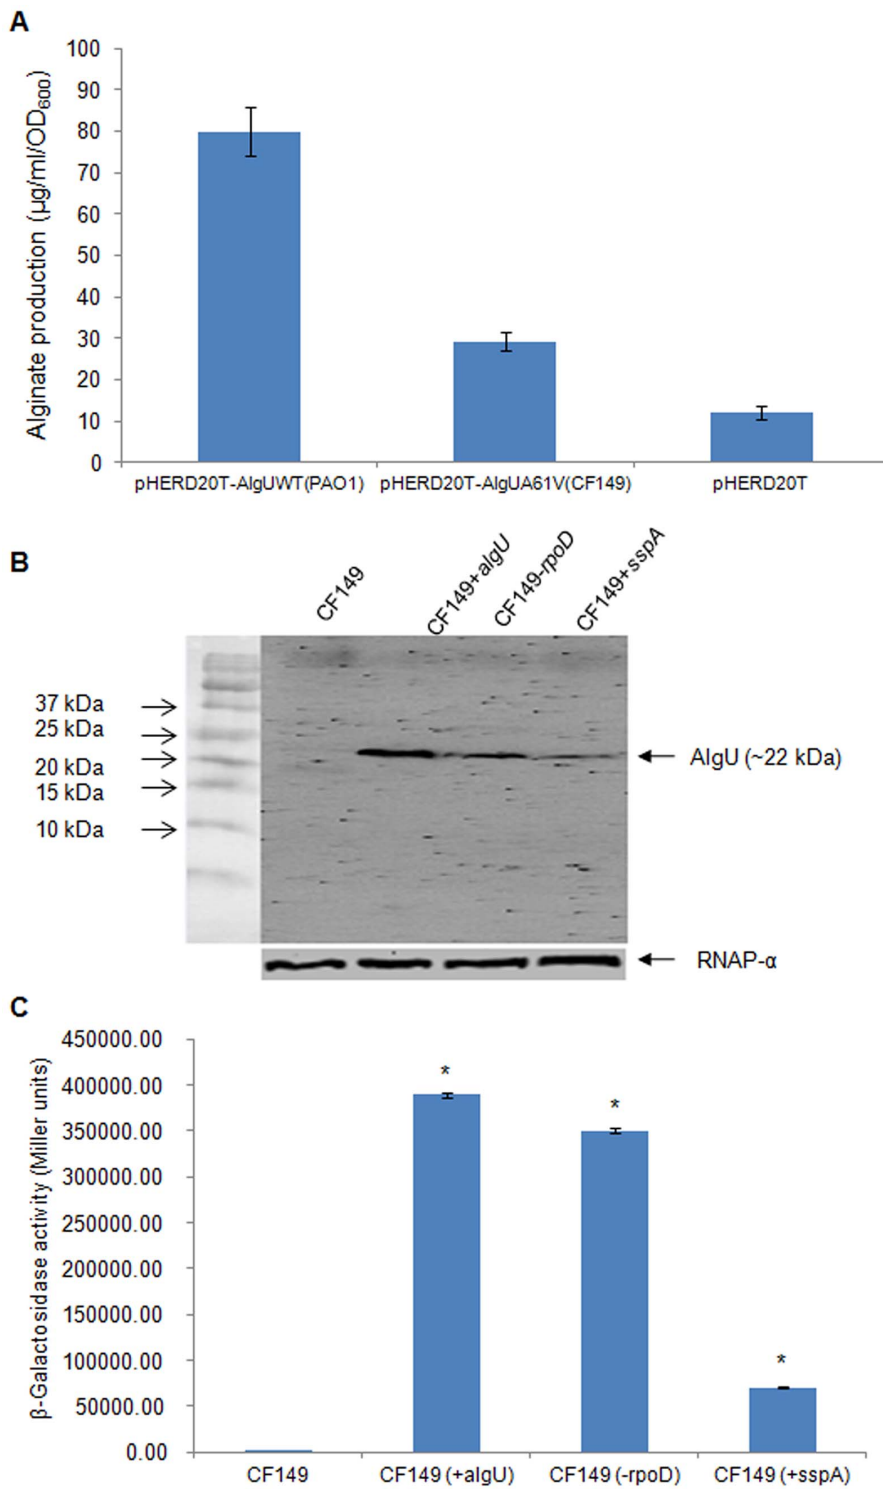 A
100
90
80
70
60
50
40
30
20
10
0
Alginate production (µg/ml/OD600)
pHERD20T-AlgUWT(PAO1)
pHERD20T-AlgUA61V(CF149)
pHERD20T
B
CF149
CF149+algU
CF149-rpoD
CF149+sspA
37 kDa
25 kDa
20 kDa
15 kDa
10 kDa
AlgU (~22 kDa)
RNAP-α
C
450000.00
400000.00
350000.00
300000.00
250000.00
200000.00
150000.00
100000.00
50000.00
0.00
β-Galactosidase activity (Miller units)
*
*
*
CF149
CF149 (+algU)
CF149 (-rpoD)
CF149 (+sspA)